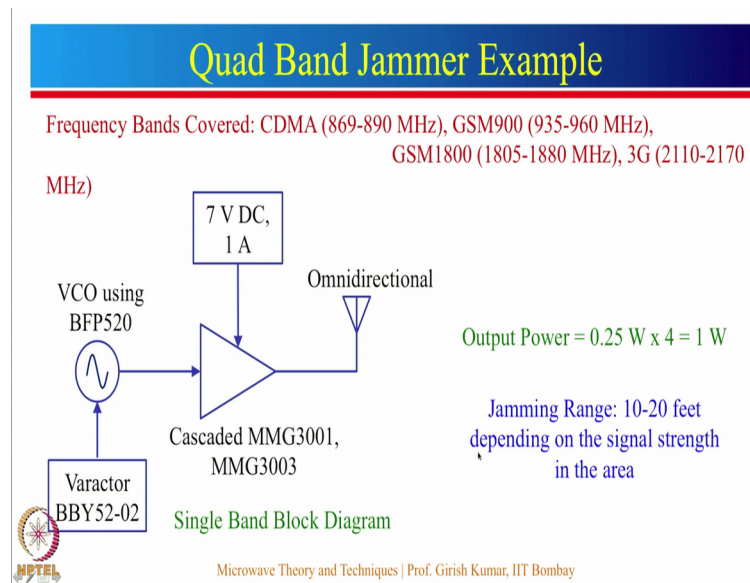 Quad Band Jammer Example
Frequency Bands Covered: CDMA (869-890 MHz), GSM900 (935-960 MHz),
GSM1800 (1805-1880 MHz), 3G (2110-2170
MHz)
7 V DC,
1 A
Omnidirectional
VCO using
BFP520
Output Power = 0.25 W x 4 = 1 W
Jamming Range: 10-20 feet
depending on the signal strength
in the area
Cascaded MMG3001,
MMG3003
Varactor
BBY52-02
Single Band Block Diagram
NPTEL
Microwave Theory and Techniques | Prof. Girish Kumar, IIT Bombay